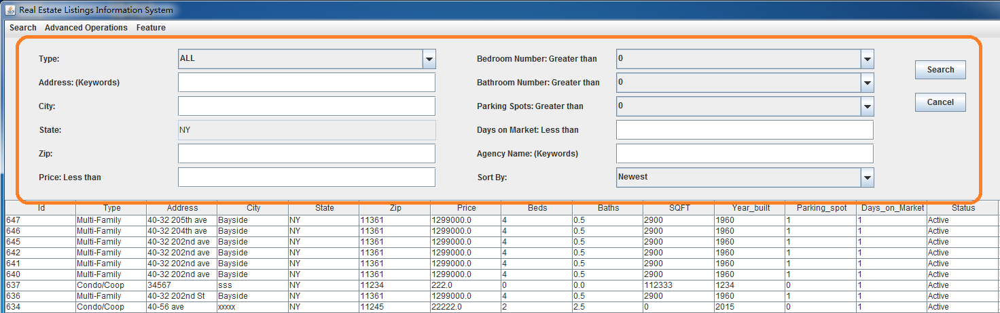 Real Estate Listings Information System
Search Advanced Operations Feature
Type: ALL Bedroom Number: Greater than 0 Search
Address: (Keywords) Bathroom Number: Greater than 0
City: Parking Spots: Greater than 0 Cancel
State: NY Days on Market: Less than
Zip: Agency Name: (Keywords)
Price: Less than Sort By: Newest
Id Type Address City State Zip Price Beds Baths SQFT Year_built Parking_spot Days_on_Market Status
647 Multi-Family 40-32 205th ave Bayside NY 11361 1299000.0 4 0.5 2900 1960 1 1 Active
646 Multi-Family 40-32 204th ave Bayside NY 11361 1299000.0 4 0.5 2900 1960 1 1 Active
645 Multi-Family 40-32 202nd ave Bayside NY 11361 1299000.0 4 0.5 2900 1960 1 1 Active
642 Multi-Family 40-32 202nd ave Bayside NY 11361 1299000.0 4 0.5 2900 1960 1 1 Active
641 Multi-Family 40-32 202nd ave Bayside NY 11361 1299000.0 4 0.5 2900 1960 1 1 Active
640 Multi-Family 40-32 202nd ave Bayside NY 11361 1299000.0 4 0.5 2900 1960 1 1 Active
637 Condo/Coop 34567 sss NY 11234 222.0 0 0.0 112333 1234 0 1 Active
636 Multi-Family 40-32 202nd St Bayside NY 11361 1299000.0 4 0.5 2900 1960 1 1 Active
634 Condo/Coop 40-56 ave xxxxx NY 11245 22222.0 2 2.5 0 2015 0 1 Active